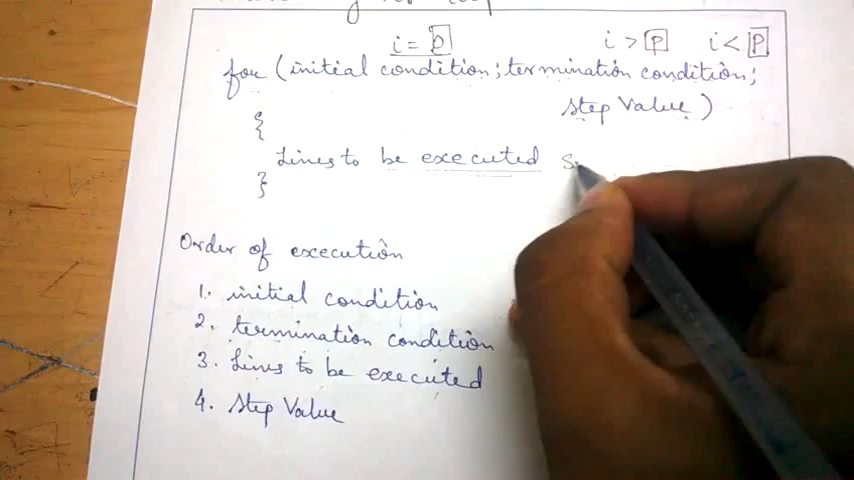 i = p i > p i < p
for (initial condition; termination condition;
step value)
{
Lines to be executed S
}
Order of execution
1. initial condition
2. termination condition
3. Lines to be executed
4. Step Value